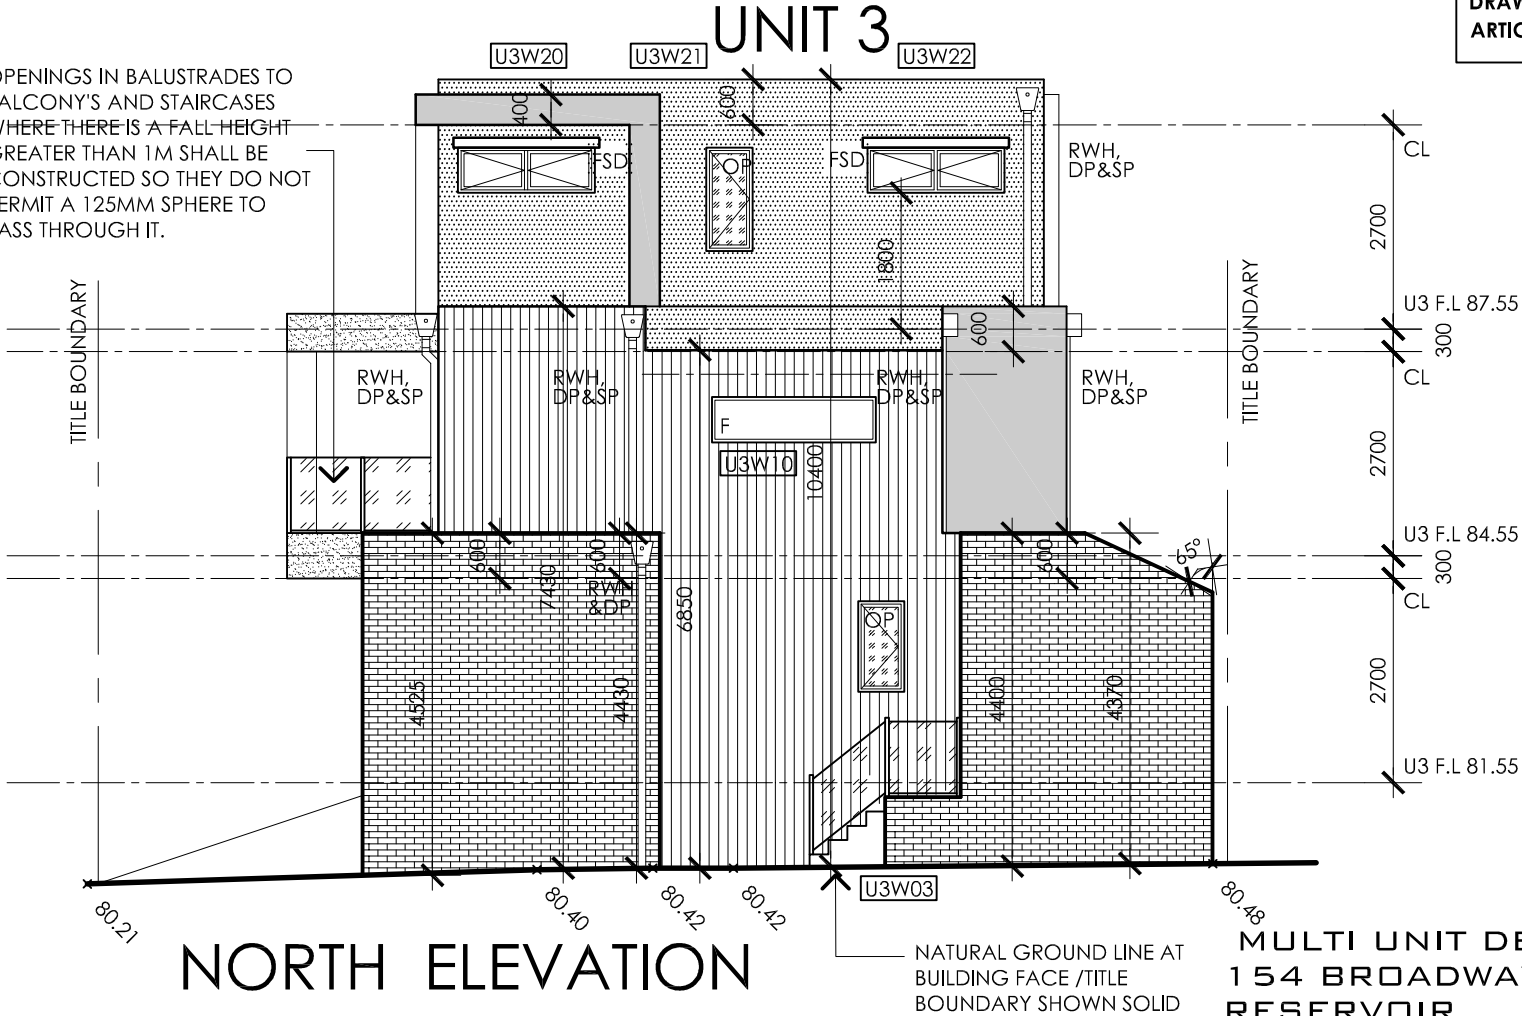 UNIT 3
DRAW
ARTIC
U3W20
U3W21
U3W22
OPENINGS IN BALUSTRADES TO
BALCONY'S AND STAIRCASES
WHERE THERE IS A FALL HEIGHT
GREATER THAN 1M SHALL BE
CONSTRUCTED SO THEY DO NOT
PERMIT A 125MM SPHERE TO
PASS THROUGH IT.
400
600
FSD
OP
FSD
RWH,
DP&SP
CL
2700
1800
TITLE BOUNDARY
TITLE BOUNDARY
U3 F.L 87.55
600
300
CL
RWH,
DP&SP
RWH,
DP&SP
RWH,
DP&SP
RWH,
DP&SP
F
U3W10
10400
2700
U3 F.L 84.55
600
600
600
65°
300
CL
7430
RWH
& DP
6850
OP
4525
4430
4400
4370
2700
U3 F.L 81.55
U3W03
80.21
80.40
80.42
80.42
80.48
NORTH ELEVATION
NATURAL GROUND LINE AT
BUILDING FACE /TITLE
BOUNDARY SHOWN SOLID
MULTI UNIT DE
154 BROADWA
RESERVOIR